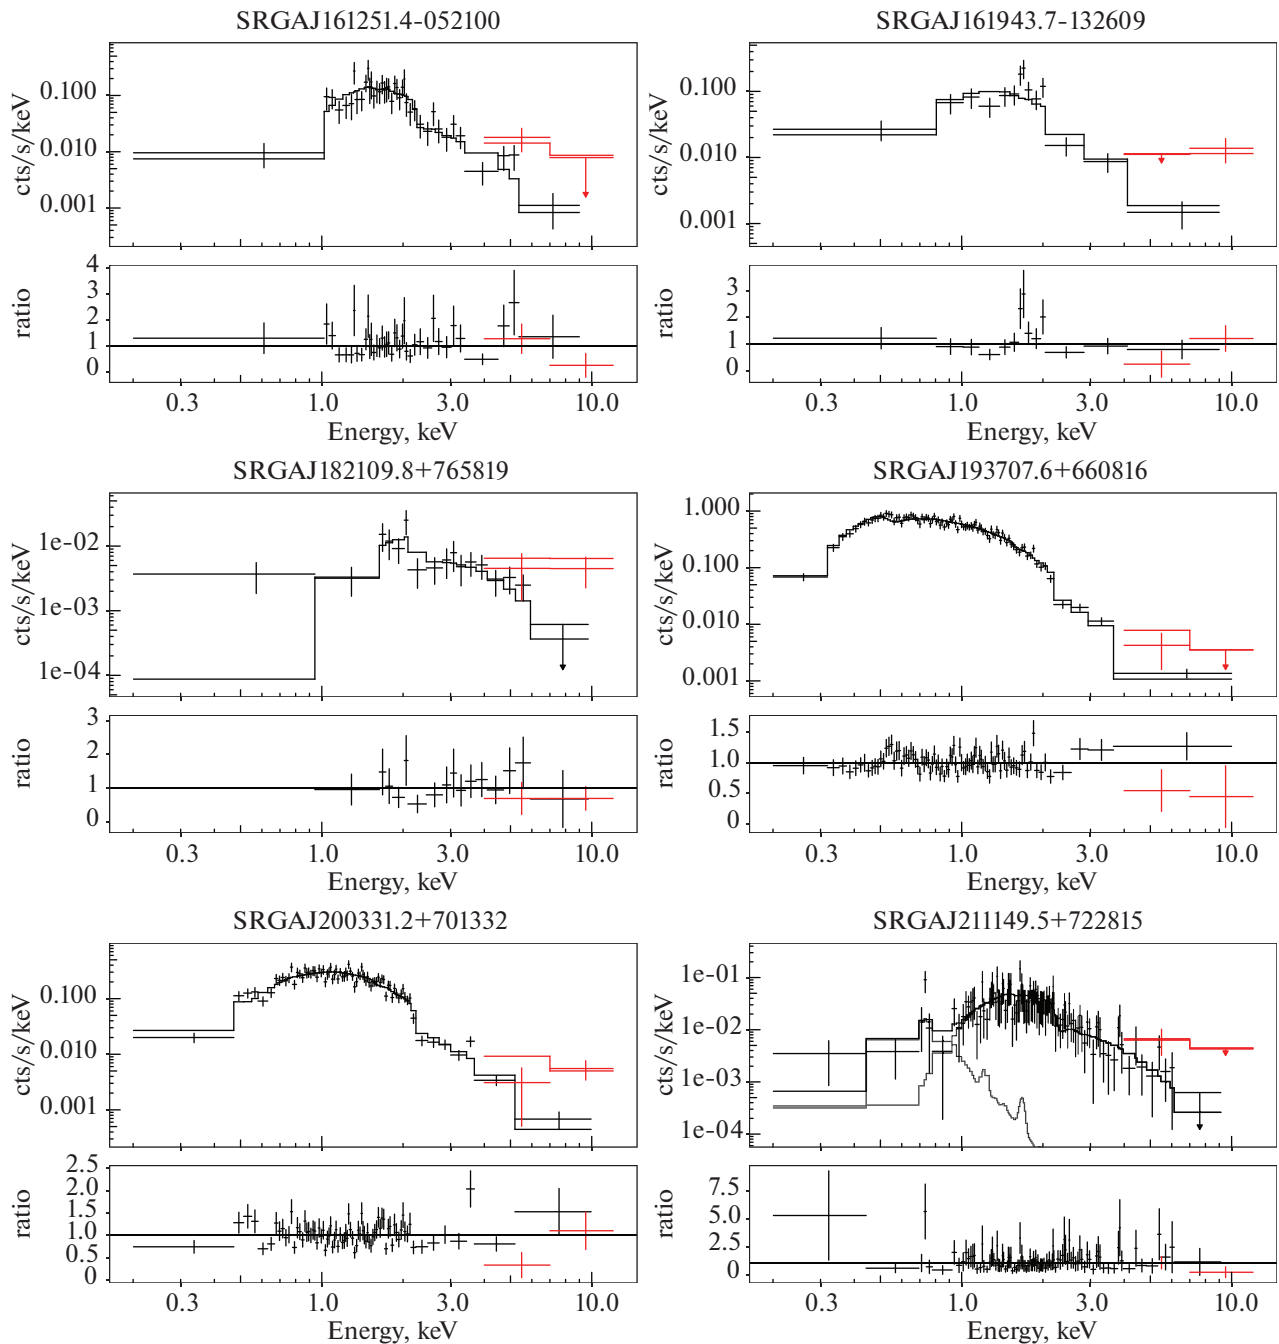 SRGAJ161251.4-052100
SRGAJ161943.7-132609
cts/s/keV
0.100
0.010
0.001
cts/s/keV
0.100
0.010
0.001
ratio
4
3
2
1
0
ratio
3
2
1
0
0.3 1.0 3.0 10.0
Energy, keV
0.3 1.0 3.0 10.0
Energy, keV
SRGAJ182109.8+765819
SRGAJ193707.6+660816
cts/s/keV
1e-02
1e-03
1e-04
cts/s/keV
1.000
0.100
0.010
0.001
ratio
3
2
1
0
ratio
1.5
1.0
0.5
0
0.3 1.0 3.0 10.0
Energy, keV
0.3 1.0 3.0 10.0
Energy, keV
SRGAJ200331.2+701332
SRGAJ211149.5+722815
cts/s/keV
0.100
0.010
0.001
cts/s/keV
1e-01
1e-02
1e-03
1e-04
ratio
2.5
2.0
1.5
1.0
0.5
0
ratio
7.5
5.0
2.5
0
0.3 1.0 3.0 10.0
Energy, keV
0.3 1.0 3.0 10.0
Energy, keV